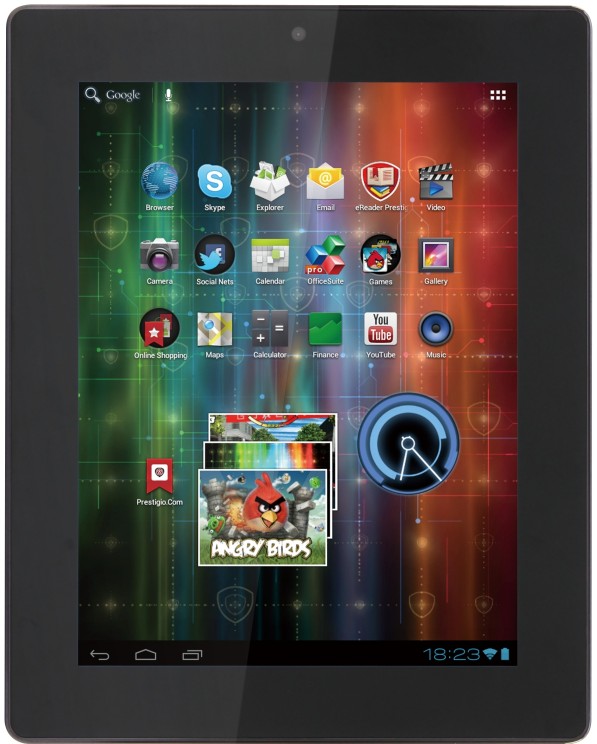 Google
Browser
Skype
Explorer
Email
eReader Presti
Video
Camera
Social Nets
Calendar
pro
OfficeSuite
Games
Gallery
Online Shopping
Maps
Calculator
Finance
You
Tube
YouTube
Music
Prestigio.Com
ANGRY BIRDS
18:23